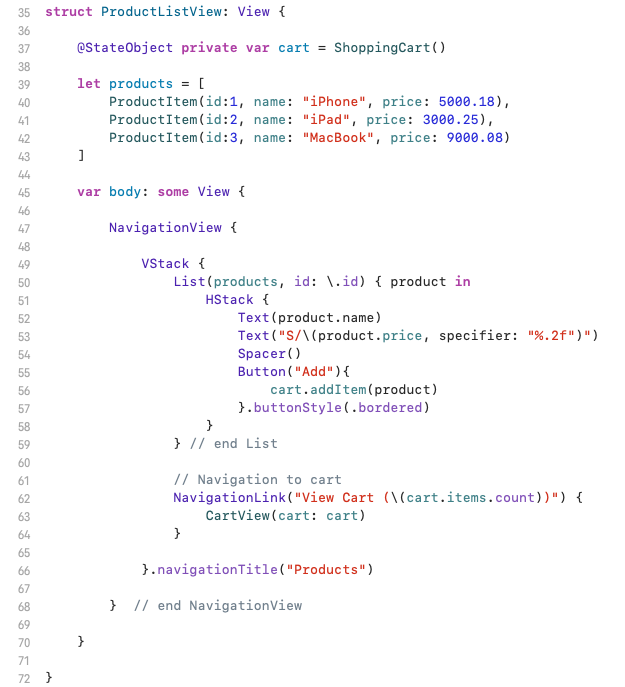 35 struct ProductListView: View {
36
37     @StateObject private var cart = ShoppingCart()
38
39     let products = [
40         ProductItem(id:1, name: "iPhone", price: 5000.18),
41         ProductItem(id:2, name: "iPad", price: 3000.25),
42         ProductItem(id:3, name: "MacBook", price: 9000.08)
43     ]
44
45     var body: some View {
46
47         NavigationView {
48
49             VStack {
50                 List(products, id: \.id) { product in
51                     HStack {
52                         Text(product.name)
53                         Text("S/\(product.price, specifier: "%.2f")")
54                         Spacer()
55                         Button("Add"){
56                             cart.addItem(product)
57                         }.buttonStyle(.bordered)
58                     }
59                 } // end List
60
61                 // Navigation to cart
62                 NavigationLink("View Cart (\(cart.items.count))") {
63                     CartView(cart: cart)
64                 }
65
66             }.navigationTitle("Products")
67
68         }  // end NavigationView
69
70     }
71
72 }